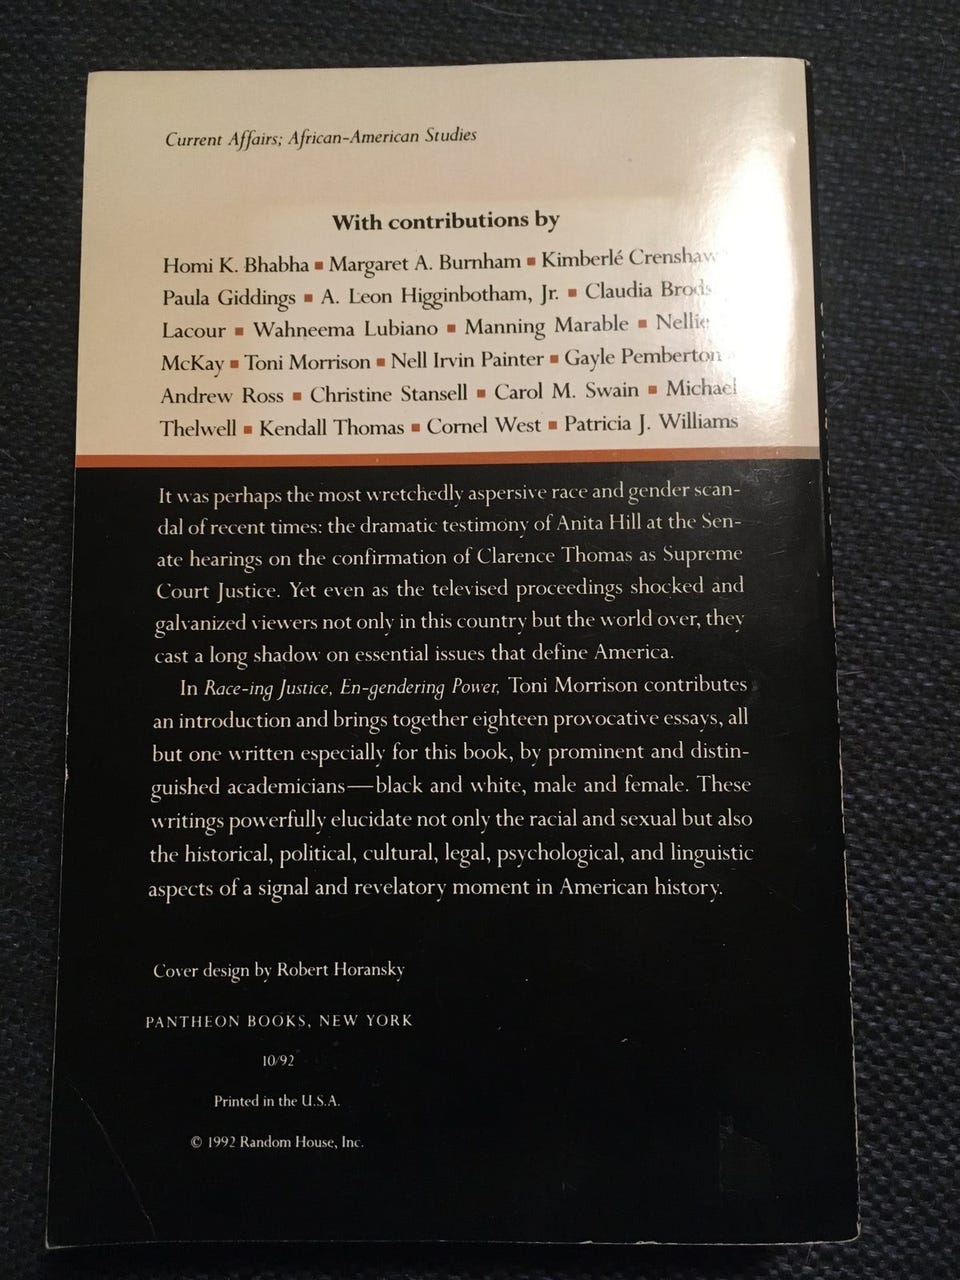 Current Affairs; African-American Studies
With contributions by
Homi K. Bhabha ▪ Margaret A. Burnham ▪ Kimberlé Crenshaw
Paula Giddings ▪ A. Leon Higginbotham, Jr. ▪ Claudia Brods
Lacour ▪ Wahneema Lubiano ▪ Manning Marable ▪ Nellie
McKay ▪ Toni Morrison ▪ Nell Irvin Painter ▪ Gayle Pemberton
Andrew Ross ▪ Christine Stansell ▪ Carol M. Swain ▪ Michael
Thelwell ▪ Kendall Thomas ▪ Cornel West ▪ Patricia J. Williams
It was perhaps the most wretchedly aspersive race and gender scan-
dal of recent times: the dramatic testimony of Anita Hill at the Sen-
ate hearings on the confirmation of Clarence Thomas as Supreme
Court Justice. Yet even as the televised proceedings shocked and
galvanized viewers not only in this country but the world over, they
cast a long shadow on essential issues that define America.
In Race-ing Justice, En-gendering Power, Toni Morrison contributes
an introduction and brings together eighteen provocative essays, all
but one written especially for this book, by prominent and distin-
guished academicians—black and white, male and female. These
writings powerfully elucidate not only the racial and sexual but also
the historical, political, cultural, legal, psychological, and linguistic
aspects of a signal and revelatory moment in American history.
Cover design by Robert Horansky
PANTHEON BOOKS, NEW YORK
10/92
Printed in the U.S.A.
© 1992 Random House, Inc.